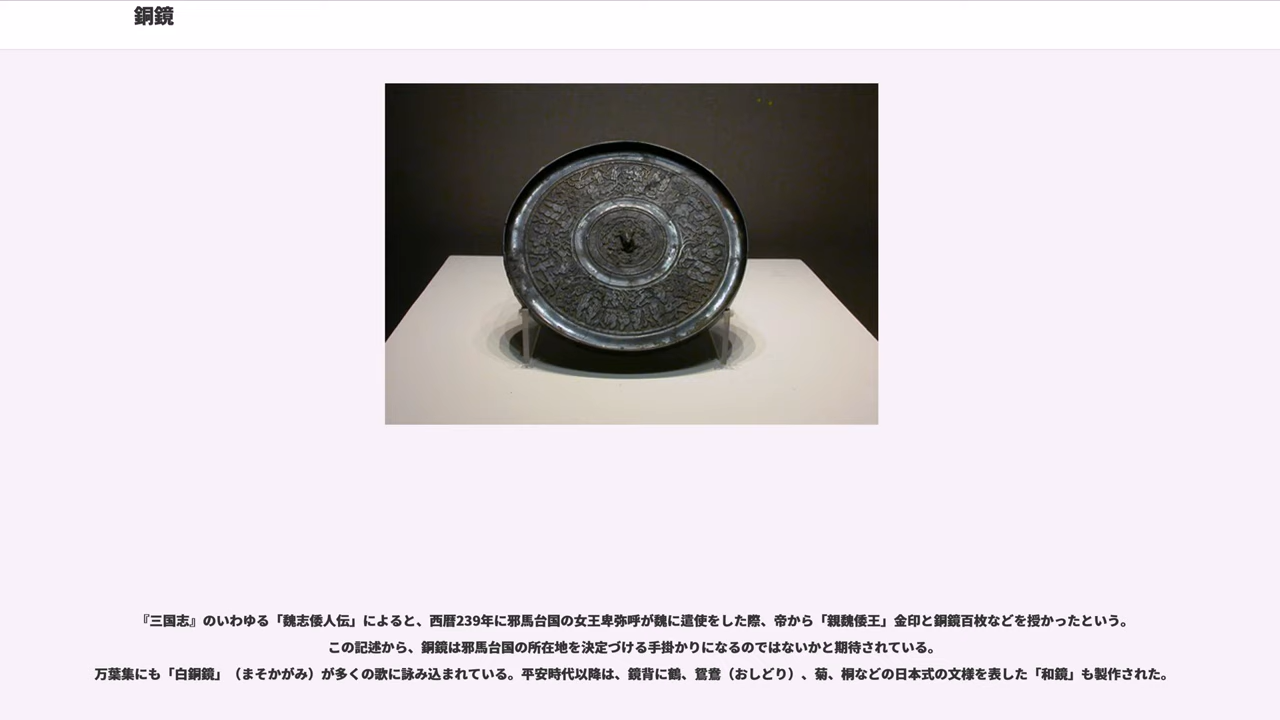 銅鏡
『三国志』のいわゆる「魏志倭人伝」によると、西暦239年に邪馬台国の女王卑弥呼が魏に遣使をした際、帝から「親魏倭王」金印と銅鏡百枚などを授かったという。
この記述から、銅鏡は邪馬台国の所在地を決定づける手掛かりになるのではないかと期待されている。
万葉集にも「白銅鏡」（まそかがみ）が多くの歌に詠み込まれている。平安時代以降は、鏡背に鶴、鴛鴦（おしどり）、菊、桐などの日本式の文様を表した「和鏡」も製作された。